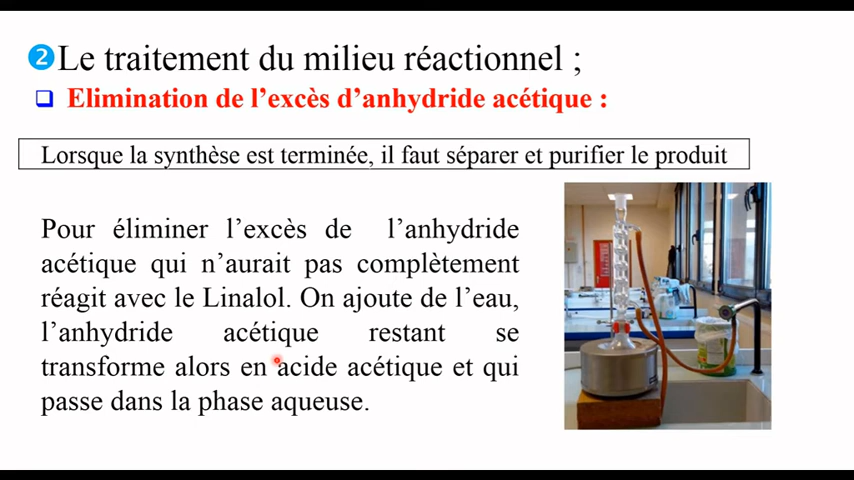 2 Le traitement du milieu réactionnel ;
Elimination de l’excès d’anhydride acétique :
Lorsque la synthèse est terminée, il faut séparer et purifier le produit
Pour éliminer l’excès de l’anhydride
acétique qui n’aurait pas complètement
réagit avec le Linalol. On ajoute de l’eau,
l’anhydride acétique restant se
transforme alors en acide acétique et qui
passe dans la phase aqueuse.